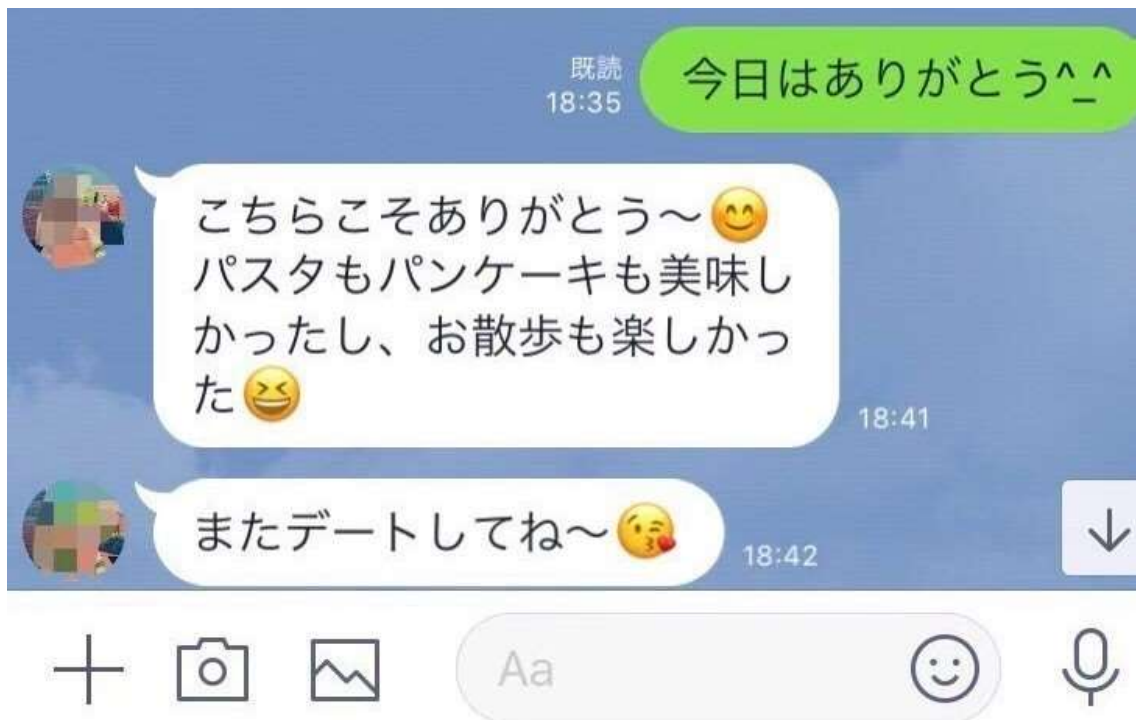 今日はありがとう^_^
既読
18:35
こちらこそありがとう〜😊
パスタもパンケーキも美味し
かったし、お散歩も楽しかっ
た😆
18:41
またデートしてね〜😘
18:42
Aa